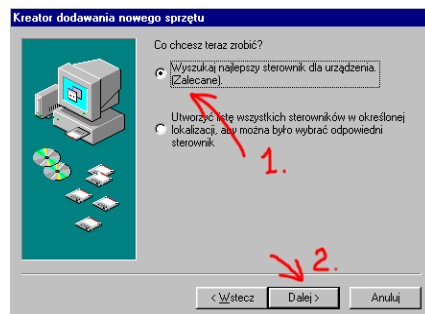 Kreator dodawania nowego sprzętu
Co chcesz teraz zrobić?
Wyszukaj najlepszy sterownik dla urządzenia.
(Zalecane).
Utworzyć listę wszystkich sterowników w określonej
lokalizacji, aby można było wybrać odpowiedni
sterownik
1.
2.
< Wstecz
Dalej >
Anuluj